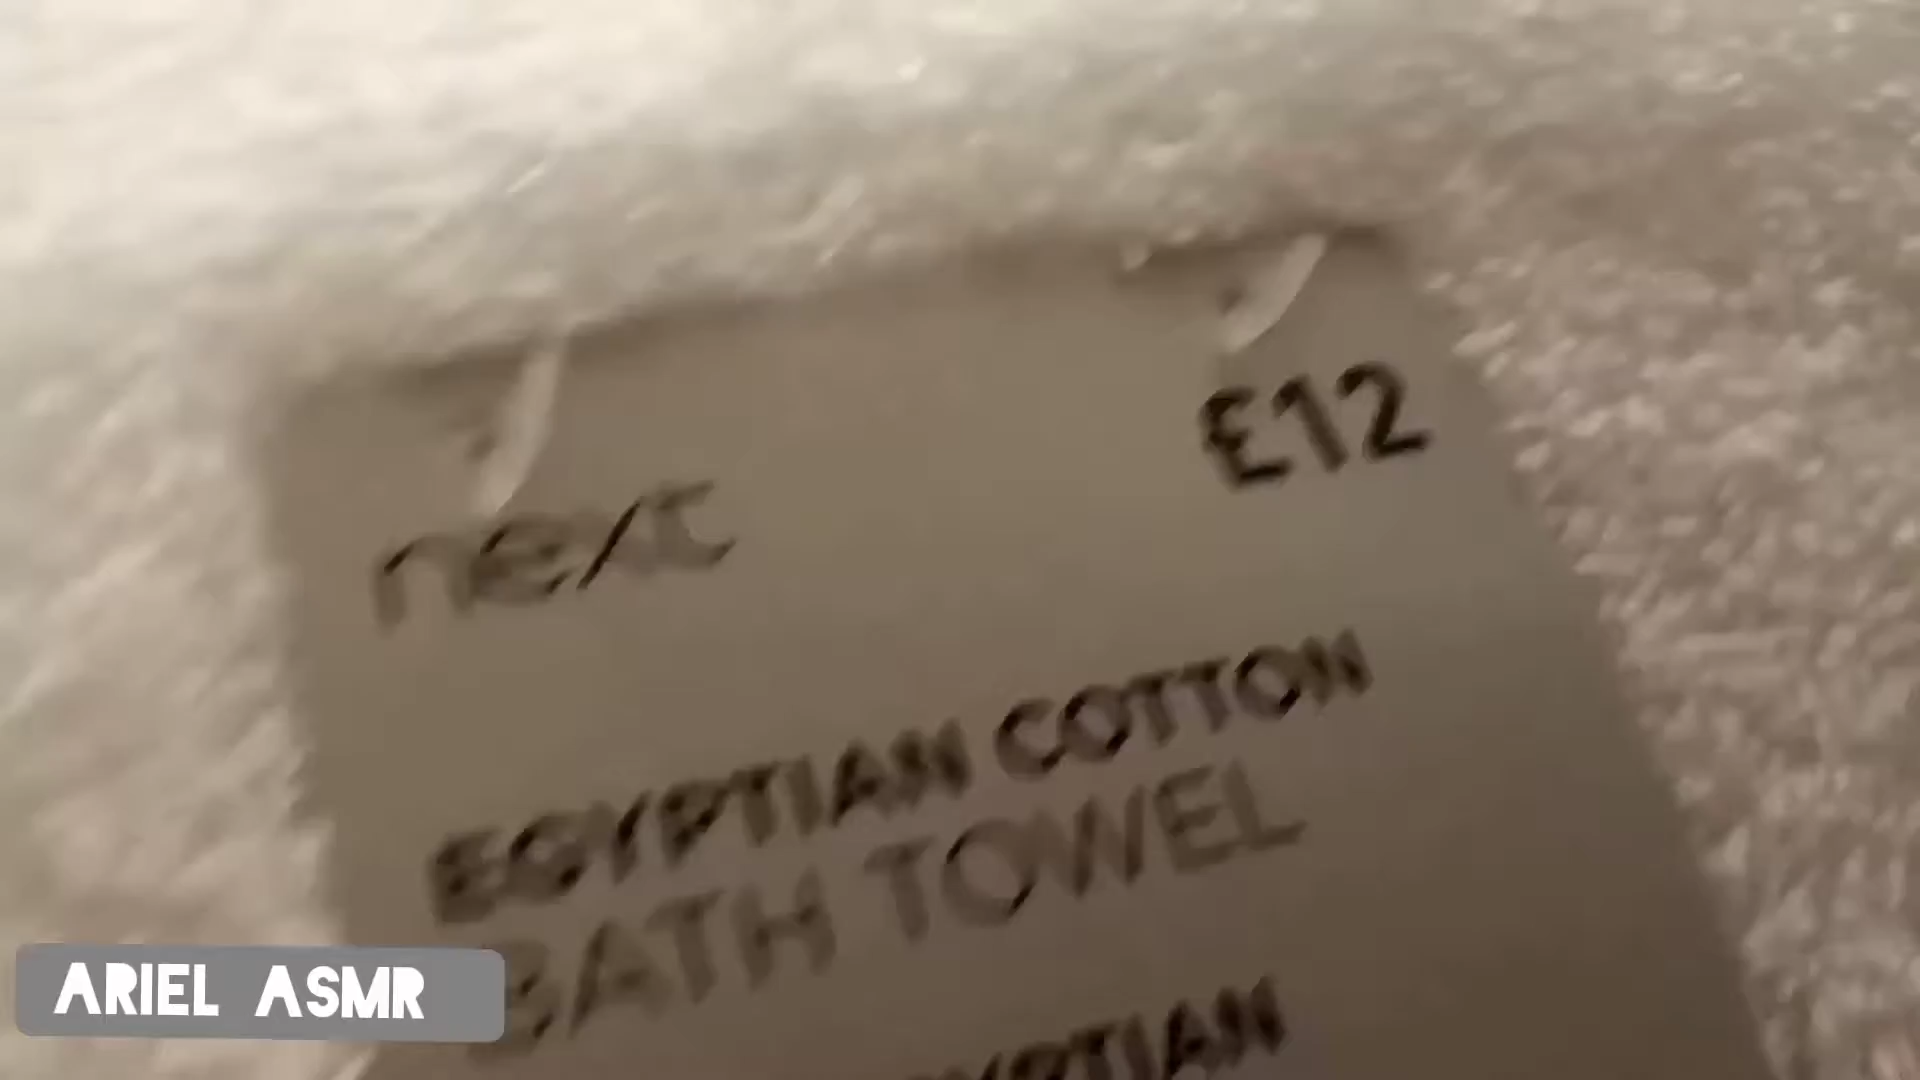 next
£12
EGYPTIAN COTTON
BATH TOWEL
EGYPTIAN
ARIEL ASMR